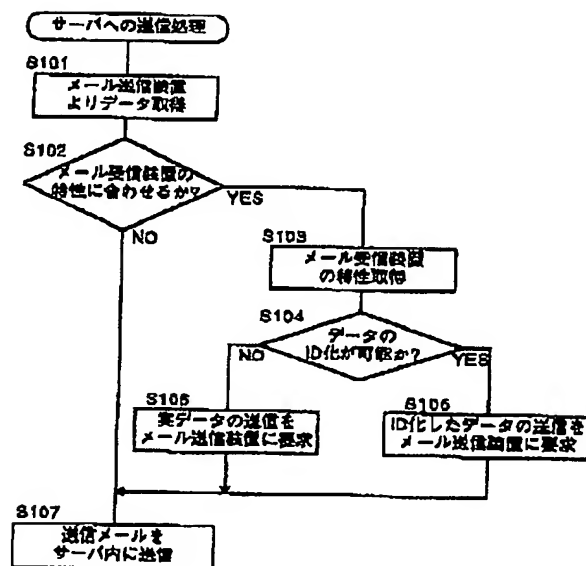 サーバへの送信処理
S101
メール送信装置
よりデータ取得
S102
メール受信装置の
特性に合わせるか?
YES
NO
S103
メール受信装置
の特性取得
S104
データの
ID化が可能か?
NO
YES
S106
実データの送信を
メール送信装置に要求
S105
ID化したデータの送信を
メール送信装置に要求
S107
送信メールを
サーバ内に送信